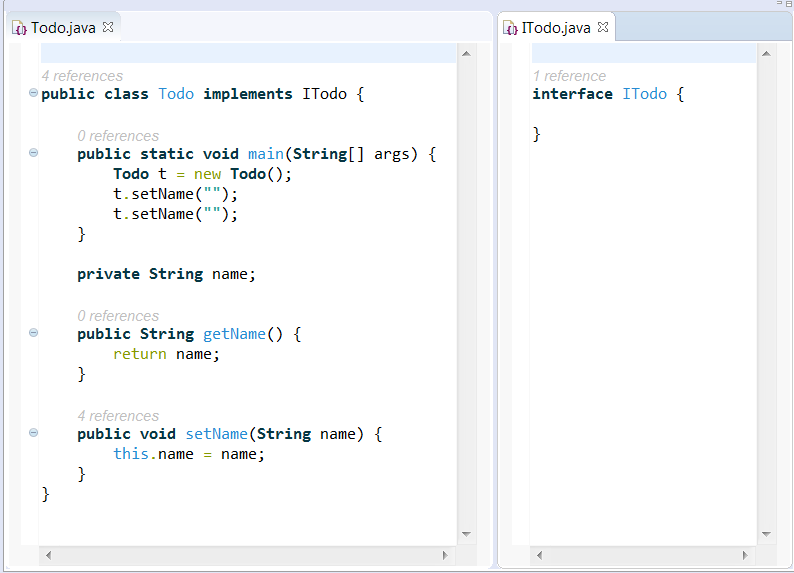 Todo.java
4 references
public class Todo implements ITodo {
0 references
public static void main(String[] args) {
Todo t = new Todo();
t.setName("");
t.setName("");
}
private String name;
0 references
public String getName() {
return name;
}
4 references
public void setName(String name) {
this.name = name;
}
}
ITodo.java
1 reference
interface ITodo {
}